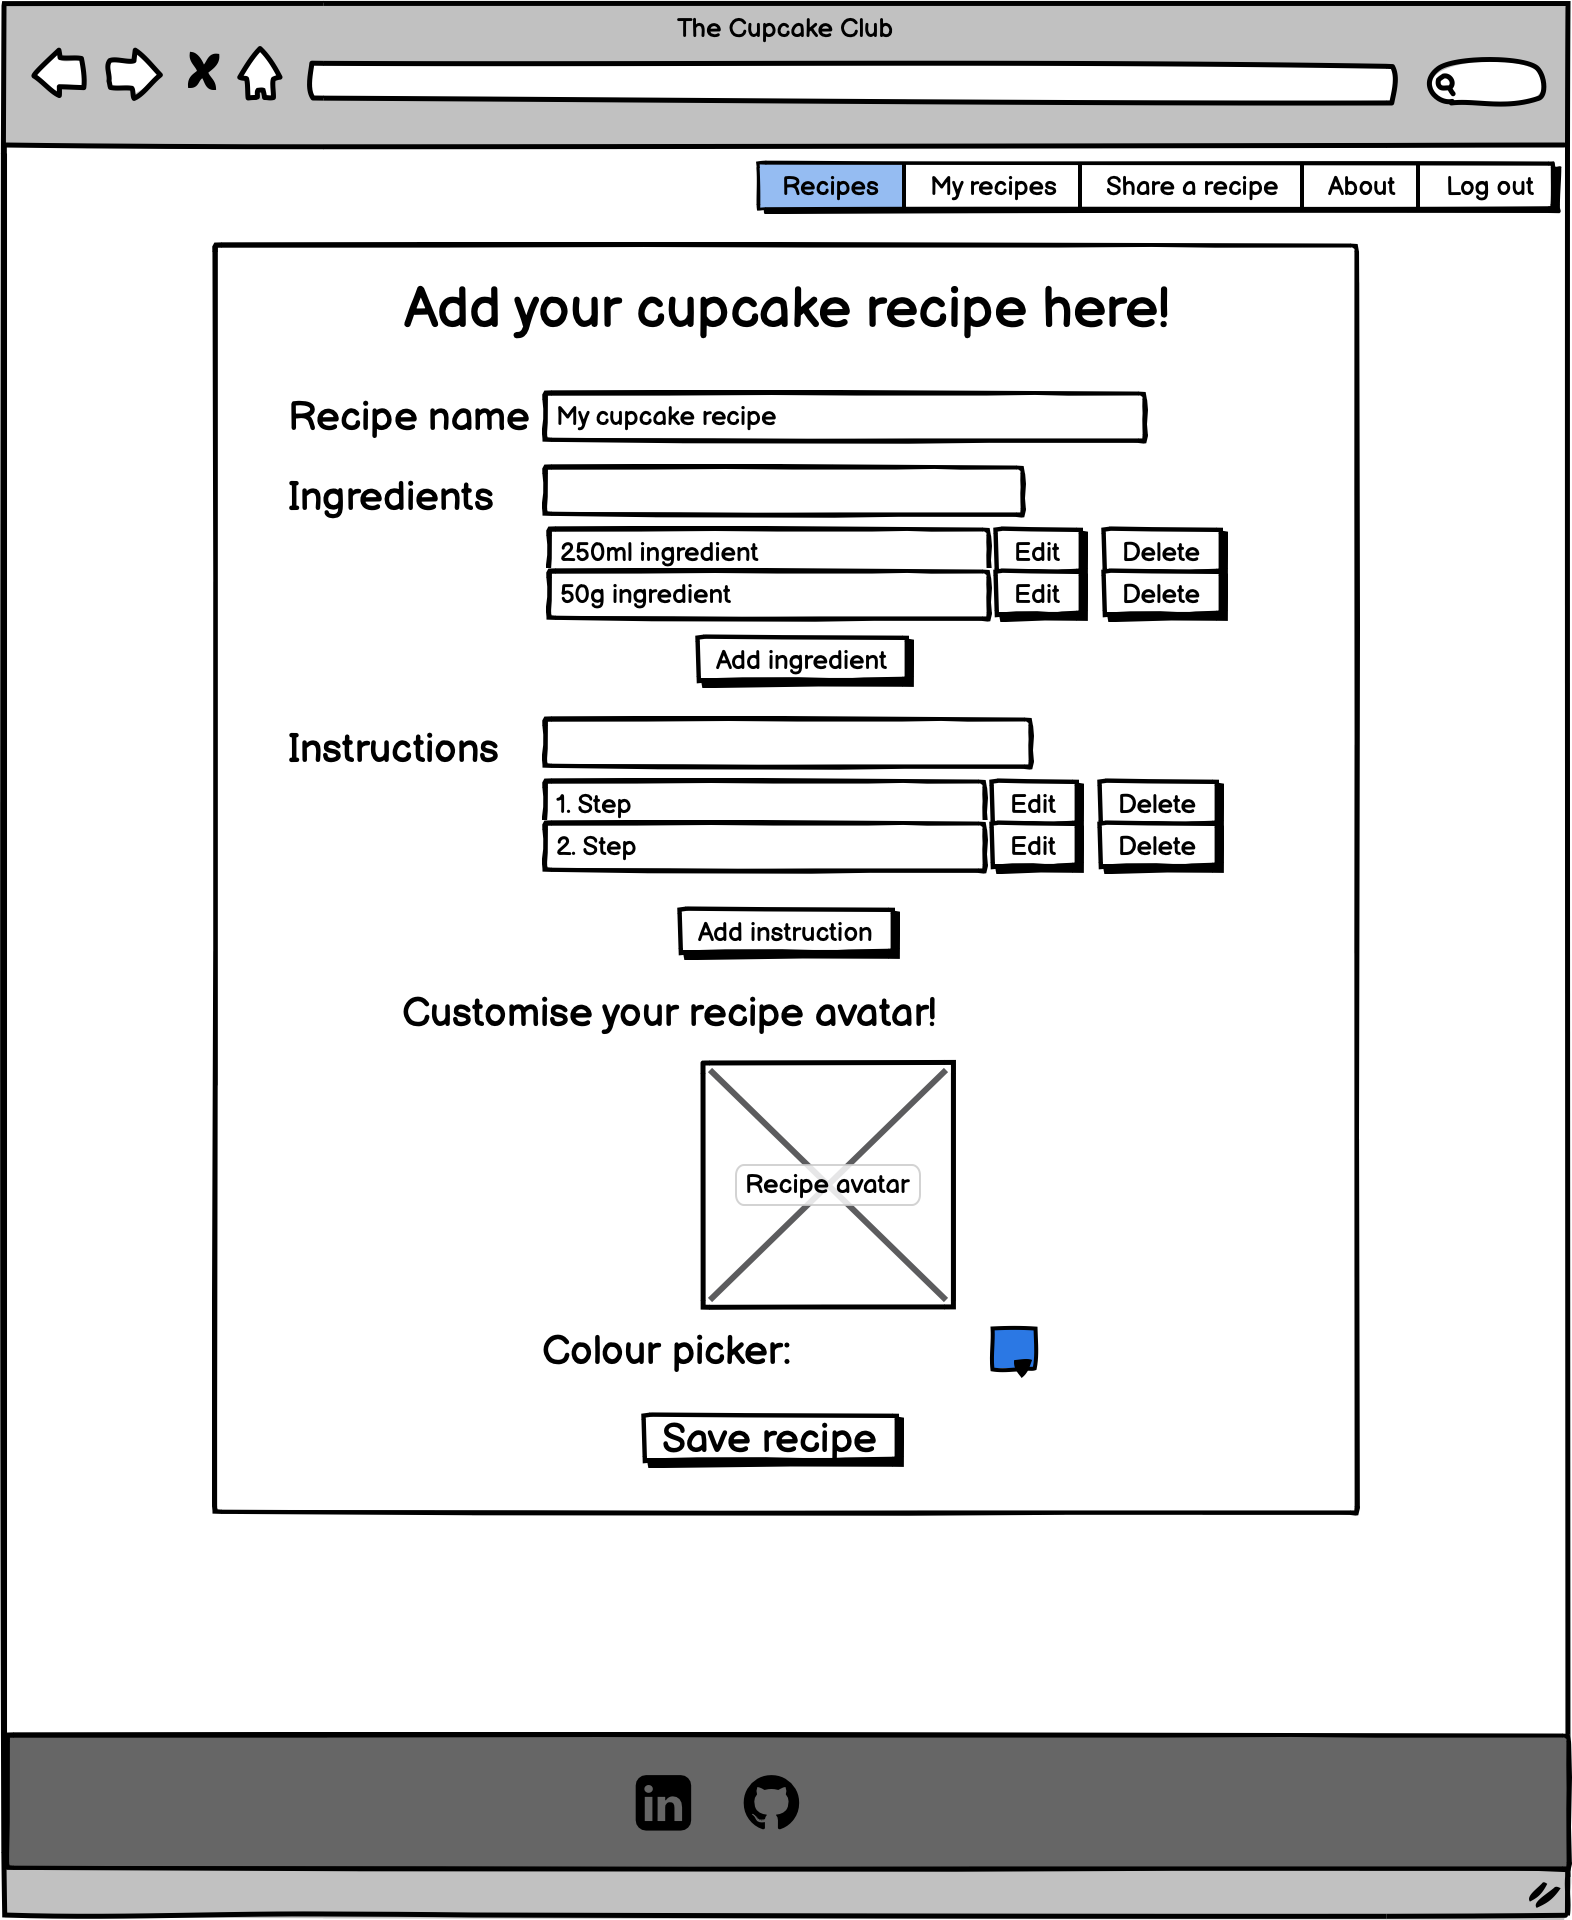 The Cupcake Club
Recipes My recipes Share a recipe About Log out
Add your cupcake recipe here!
Recipe name My cupcake recipe
Ingredients
250ml ingredient Edit Delete
50g ingredient Edit Delete
Add ingredient
Instructions
1. Step Edit Delete
2. Step Edit Delete
Add instruction
Customise your recipe avatar!
Recipe avatar
Colour picker:
Save recipe
in